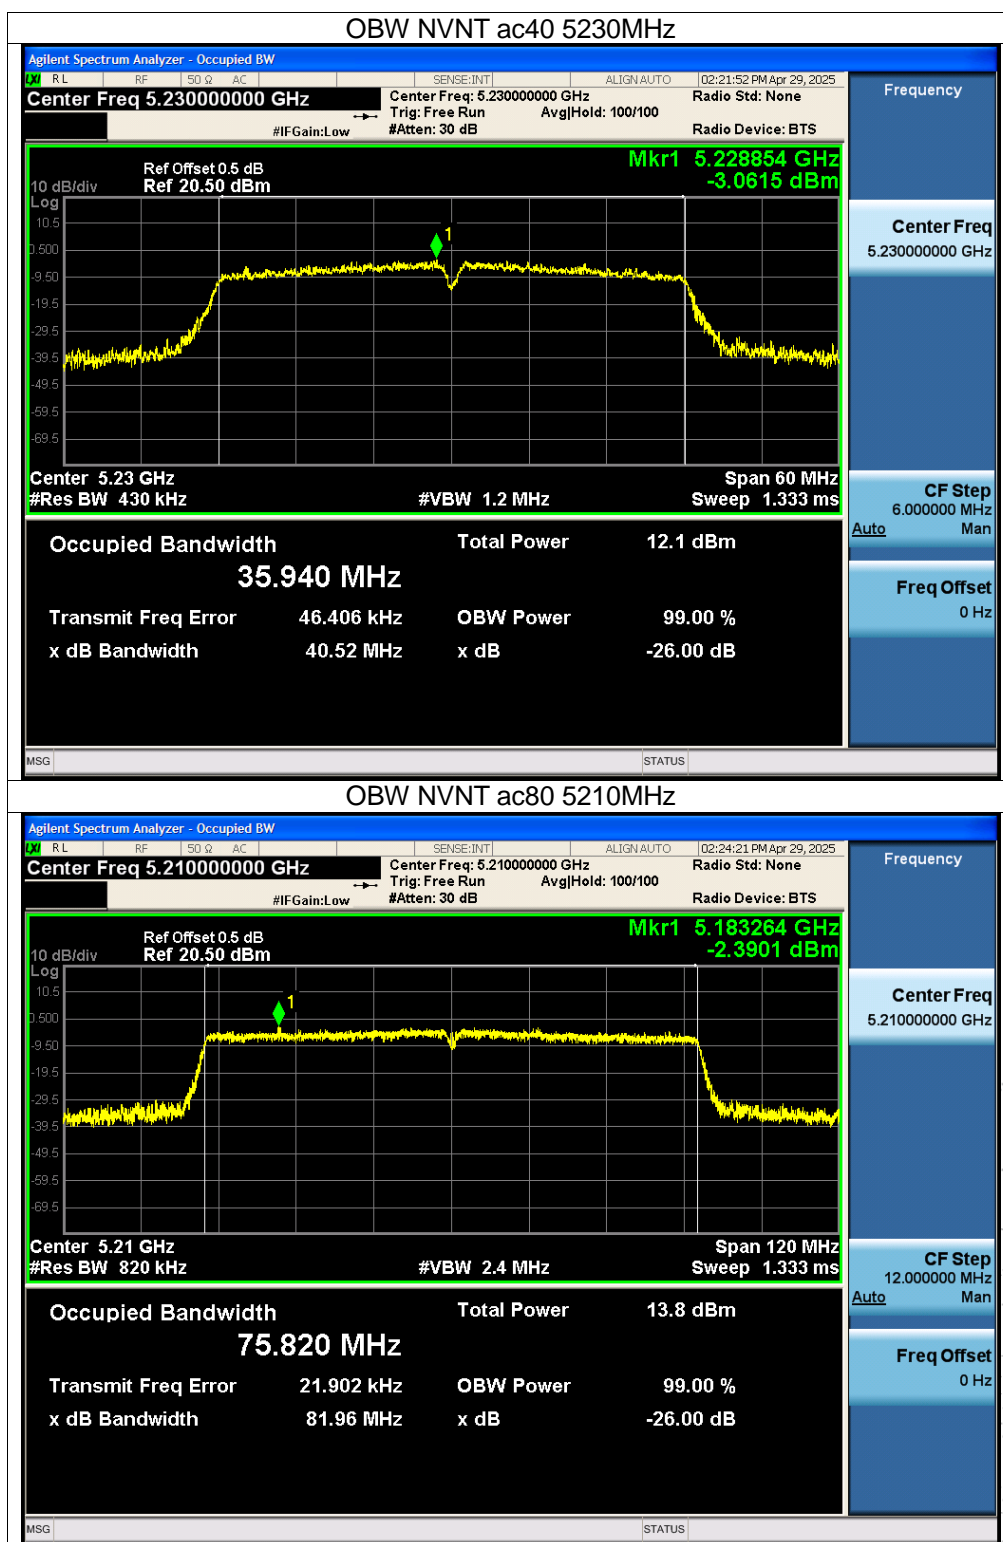 OBW NVNT ac40 5230MHz
Agilent Spectrum Analyzer - Occupied BW
LXI RL RF 50 Ω AC SENSE:INT ALIGN AUTO 02:21:52 PM Apr 29, 2025
Center Freq 5.230000000 GHz
Center Freq: 5.230000000 GHz Radio Std: None
Trig: Free Run Avg|Hold: 100/100
#IFGain:Low #Atten: 30 dB Radio Device: BTS
Frequency
Mkr1 5.228854 GHz
-3.0615 dBm
Ref Offset 0.5 dB
10 dB/div Ref 20.50 dBm
Log
10.5
0.500
-9.50
-19.5
-29.5
-39.5
-49.5
-59.5
-69.5
1
Center 5.23 GHz Span 60 MHz
#Res BW 430 kHz #VBW 1.2 MHz Sweep 1.333 ms
Center Freq
5.230000000 GHz
CF Step
6.000000 MHz
Auto Man
Freq Offset
0 Hz
Occupied Bandwidth Total Power 12.1 dBm
35.940 MHz
Transmit Freq Error 46.406 kHz OBW Power 99.00 %
x dB Bandwidth 40.52 MHz x dB -26.00 dB
MSG STATUS
OBW NVNT ac80 5210MHz
Agilent Spectrum Analyzer - Occupied BW
LXI RL RF 50 Ω AC SENSE:INT ALIGN AUTO 02:24:21 PM Apr 29, 2025
Center Freq 5.210000000 GHz
Center Freq: 5.210000000 GHz Radio Std: None
Trig: Free Run Avg|Hold: 100/100
#IFGain:Low #Atten: 30 dB Radio Device: BTS
Frequency
Mkr1 5.183264 GHz
-2.3901 dBm
Ref Offset 0.5 dB
10 dB/div Ref 20.50 dBm
Log
10.5
0.500
-9.50
-19.5
-29.5
-39.5
-49.5
-59.5
-69.5
1
Center 5.21 GHz Span 120 MHz
#Res BW 820 kHz #VBW 2.4 MHz Sweep 1.333 ms
Center Freq
5.210000000 GHz
CF Step
12.000000 MHz
Auto Man
Freq Offset
0 Hz
Occupied Bandwidth Total Power 13.8 dBm
75.820 MHz
Transmit Freq Error 21.902 kHz OBW Power 99.00 %
x dB Bandwidth 81.96 MHz x dB -26.00 dB
MSG STATUS